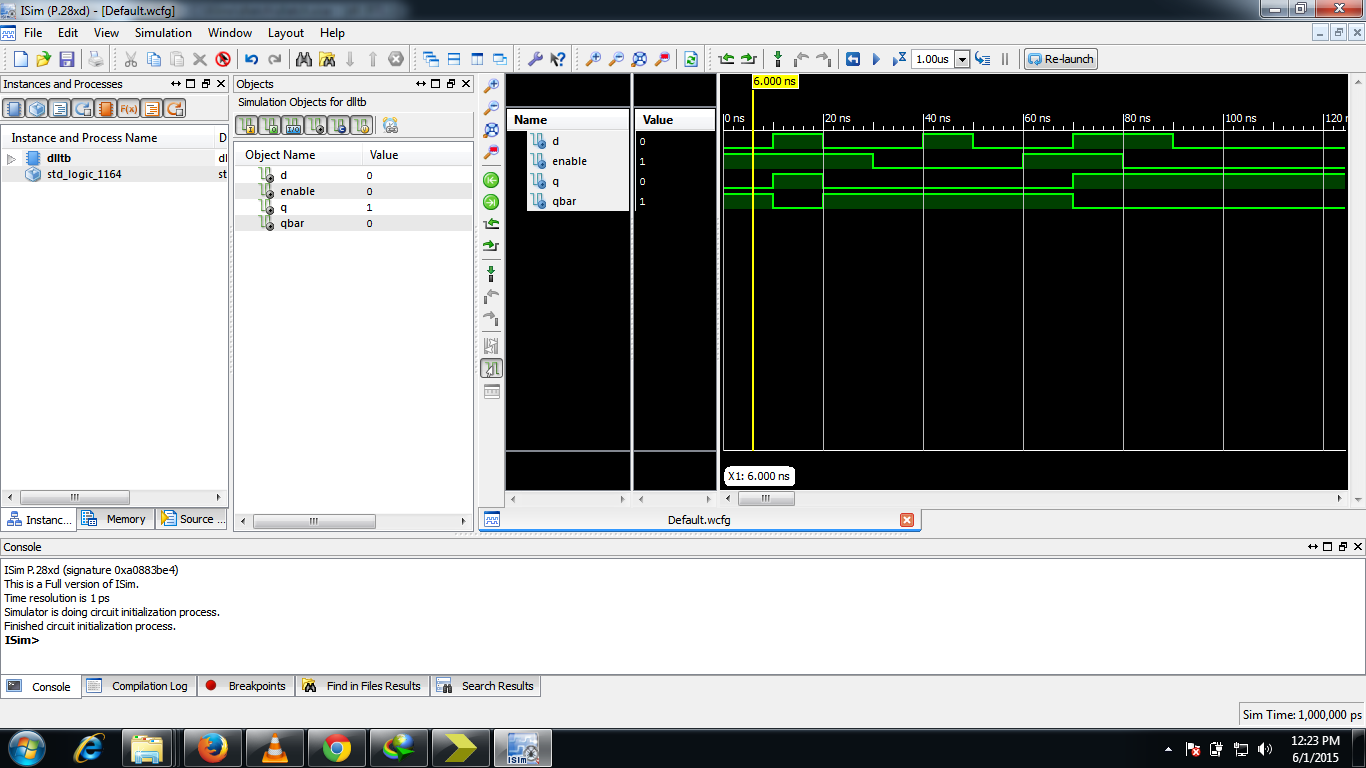 ISim (P.28xd) - [Default.wcfg]
File Edit View Simulation Window Layout Help
1.00us Re-launch
Instances and Processes
Instance and Process Name D
dlltb dl
std_logic_1164 st
Instanc... Memory Source ...
Objects
Simulation Objects for dlltb
Object Name Value
d 0
enable 0
q 1
qbar 0
Name Value
d 0
enable 1
q 0
qbar 1
6.000 ns
0 ns 20 ns 40 ns 60 ns 80 ns 100 ns 120 n
X1: 6.000 ns
Default.wcfg
Console
ISim P.28xd (signature 0xa0883be4)
This is a Full version of ISim.
Time resolution is 1 ps
Simulator is doing circuit initialization process.
Finished circuit initialization process.
ISim>
Console Compilation Log Breakpoints Find in Files Results Search Results
Sim Time: 1,000,000 ps
ISim
12:23 PM
6/1/2015